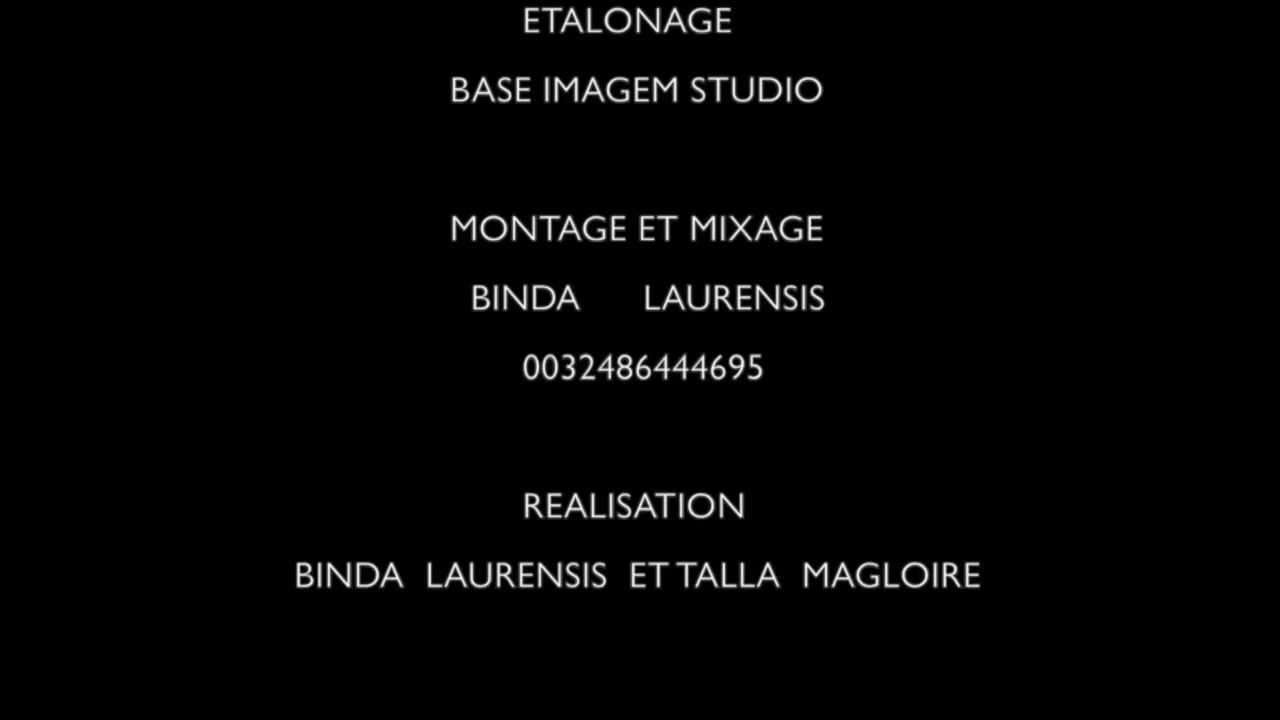 ETALONAGE
BASE IMAGEM STUDIO
MONTAGE ET MIXAGE
BINDA LAURENSIS
0032486444695
REALISATION
BINDA LAURENSIS ET TALLA MAGLOIRE